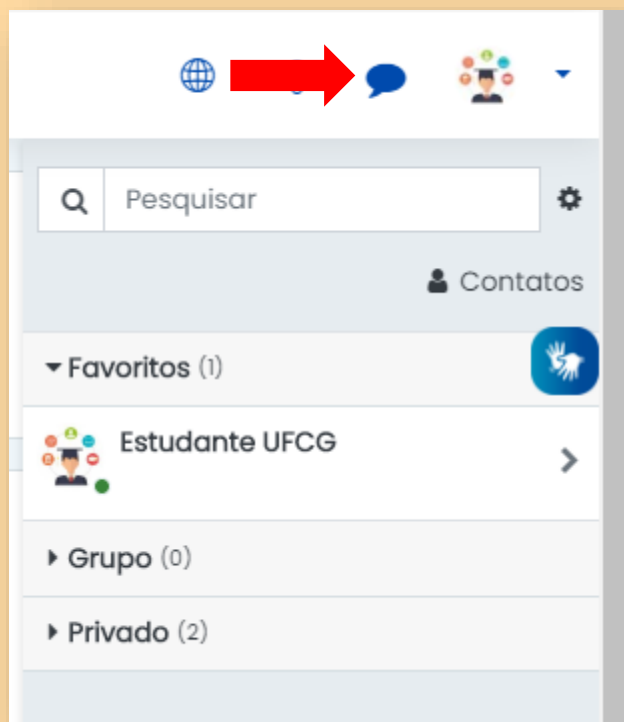 Pesquisar
Contatos
Favoritos (1)
Estudante UFCG
Grupo (0)
Privado (2)